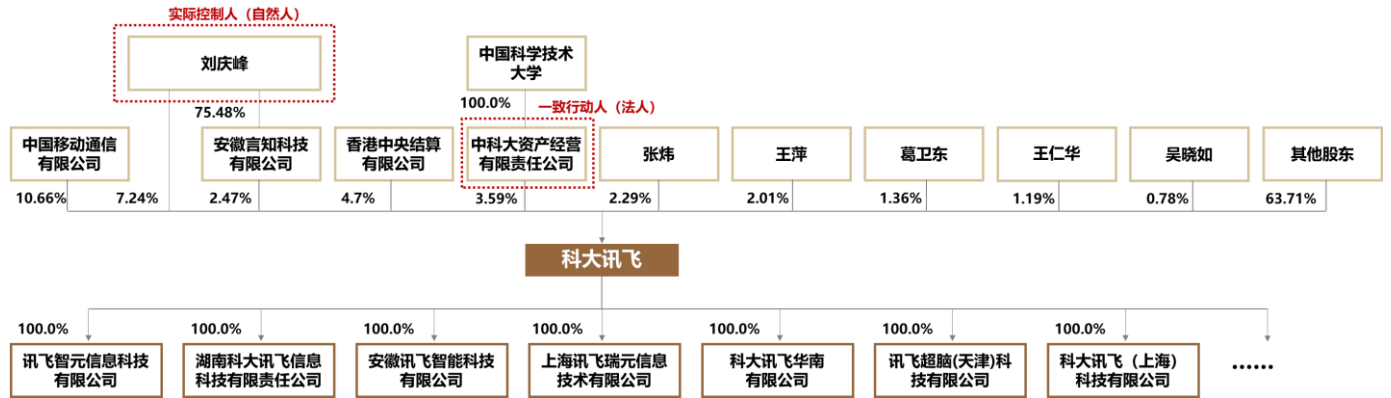 实际控制人（自然人）
刘庆峰
中国科学技术
大学
75.48%
100.0%
一致行动人（法人）
中国移动通信
有限公司
安徽言知科技
有限公司
香港中央结算
有限公司
中科大资产经营
有限责任公司
张炜
王萍
葛卫东
王仁华
吴晓如
其他股东
10.66%
7.24%
2.47%
4.7%
3.59%
2.29%
2.01%
1.36%
1.19%
0.78%
63.71%
科大讯飞
100.0%
100.0%
100.0%
100.0%
100.0%
100.0%
100.0%
讯飞智元信息科技
有限公司
湖南科大讯飞信息
科技有限责任公司
安徽讯飞智能科技
有限公司
上海讯飞瑞元信息
技术有限公司
科大讯飞华南
有限公司
讯飞超脑(天津)科
技有限公司
科大讯飞（上海）
科技有限公司
……